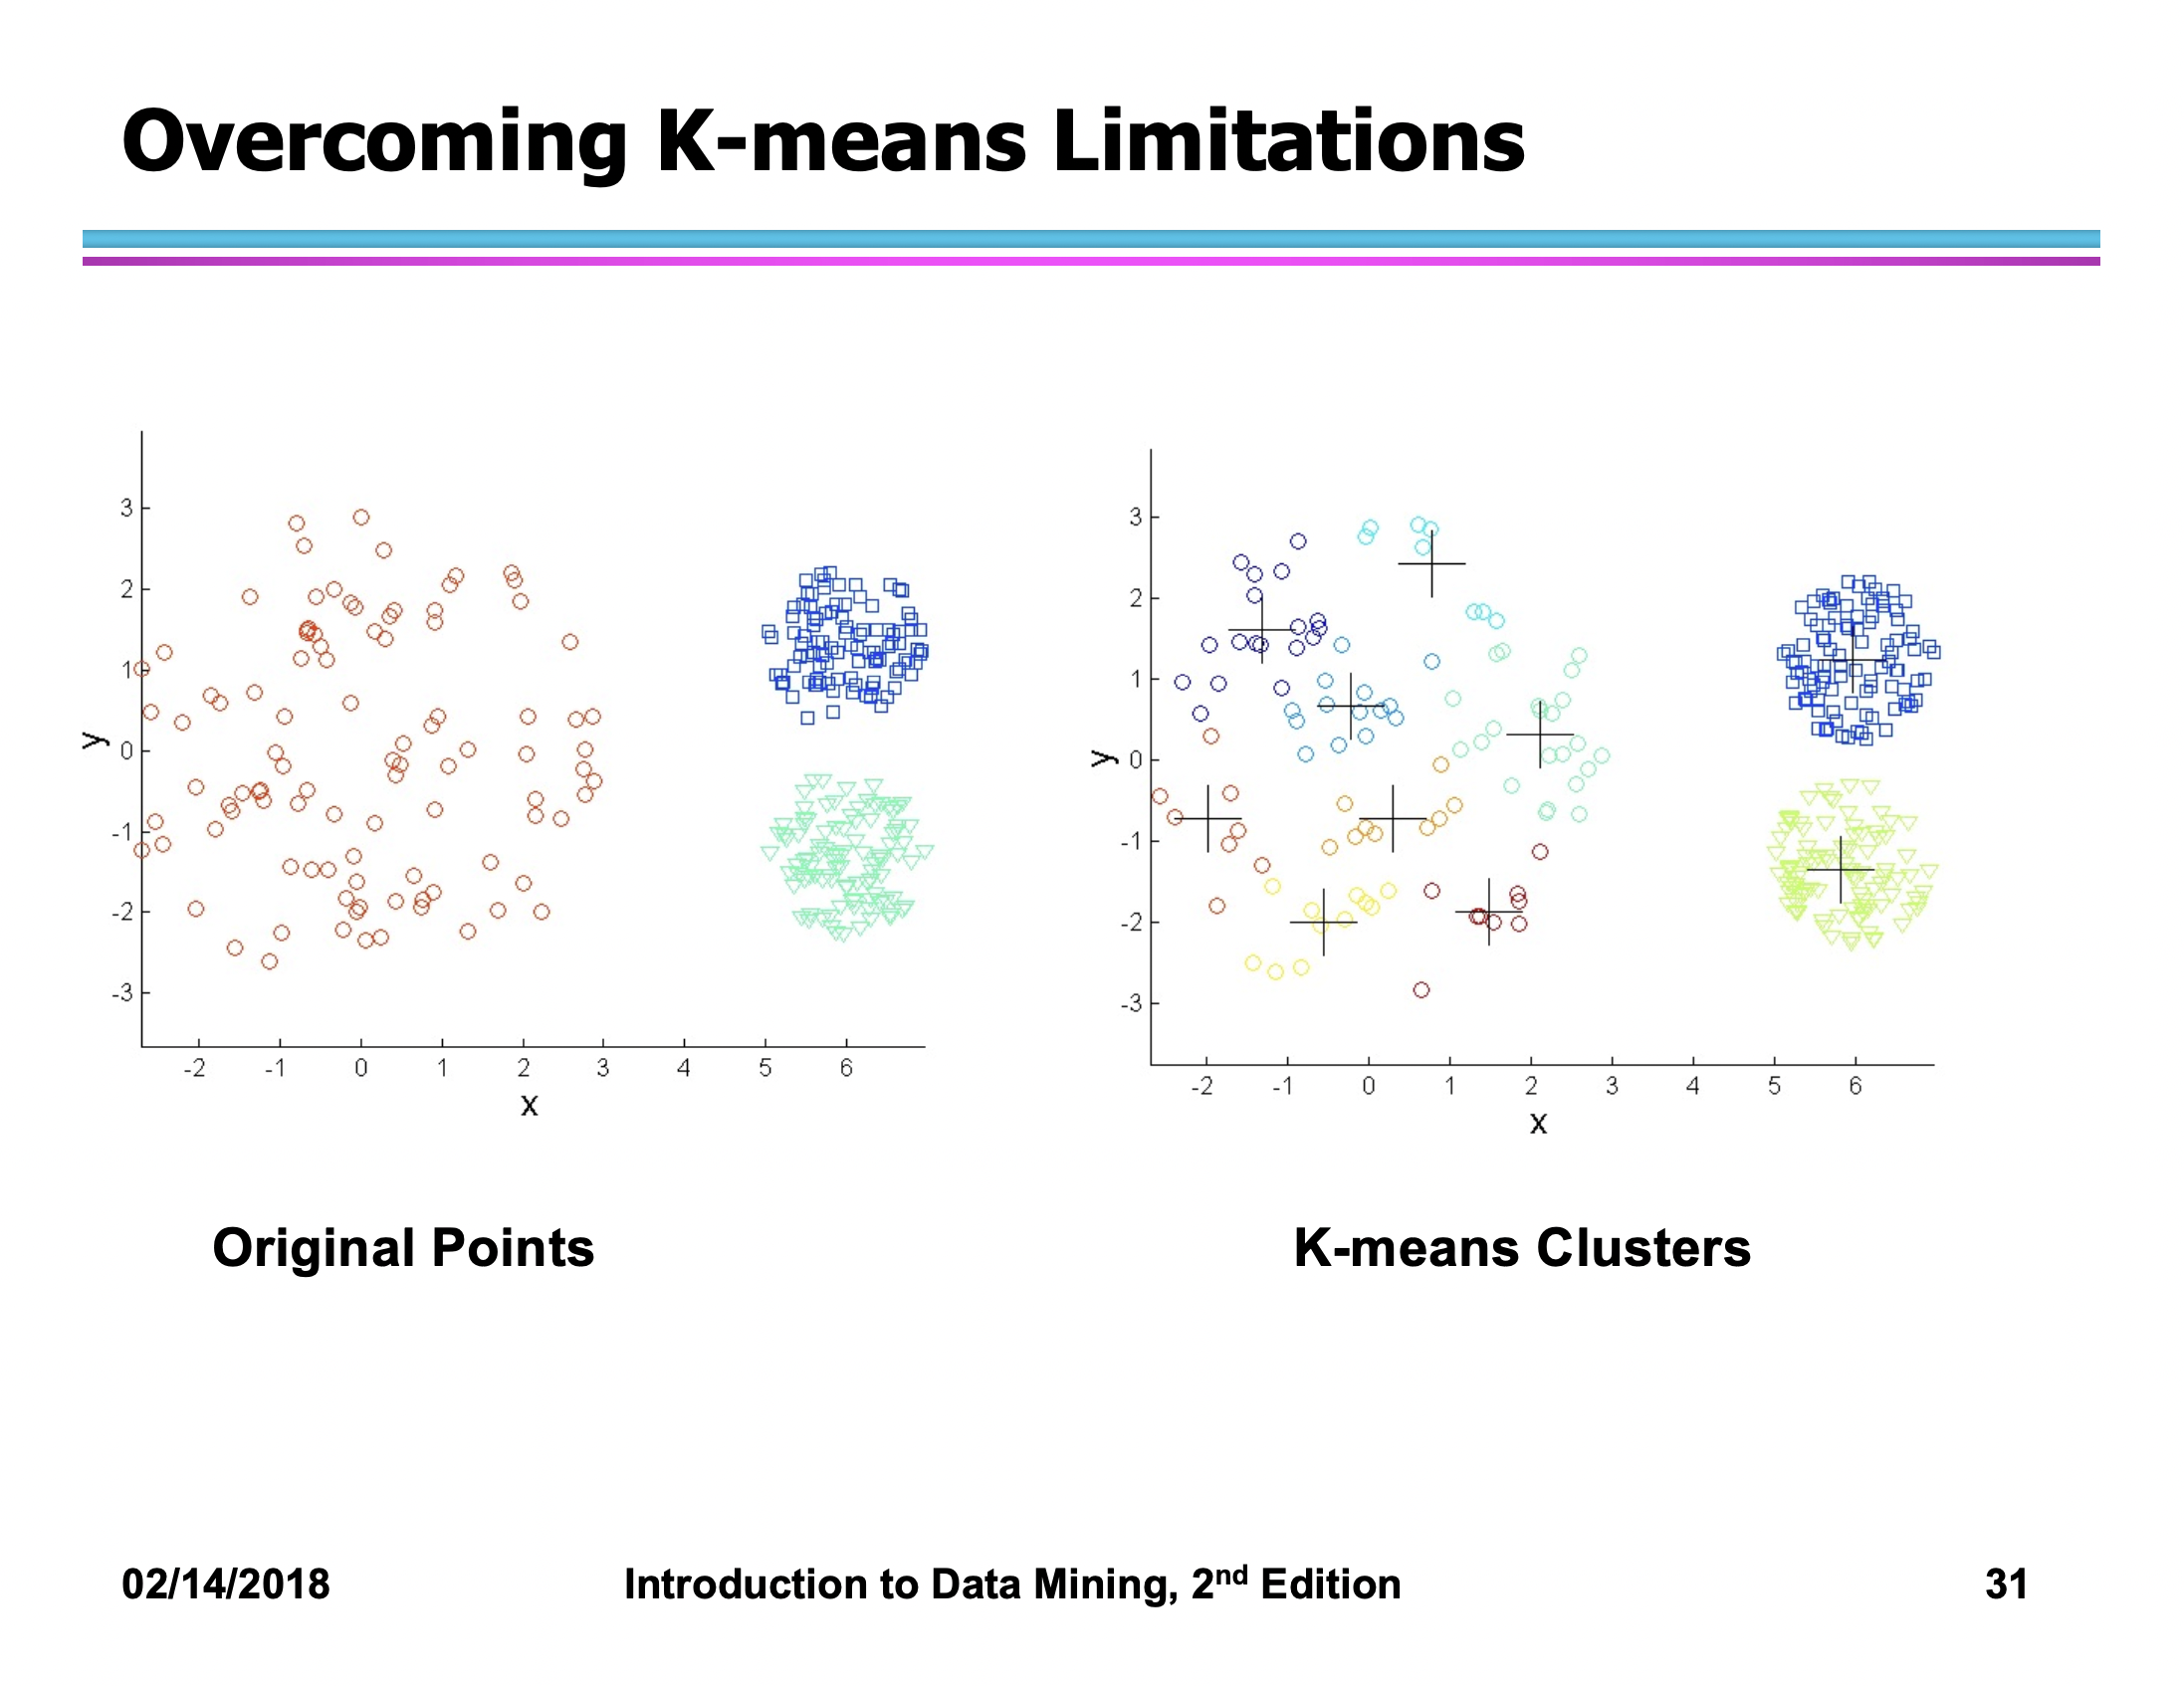 Overcoming K-means Limitations
3
2
1
0
-1
-2
-3
y
-2 -1 0 1 2 3 4 5 6
x
3
2
1
0
-1
-2
-3
y
-2 -1 0 1 2 3 4 5 6
x
Original Points
K-means Clusters
02/14/2018 Introduction to Data Mining, 2nd Edition 31